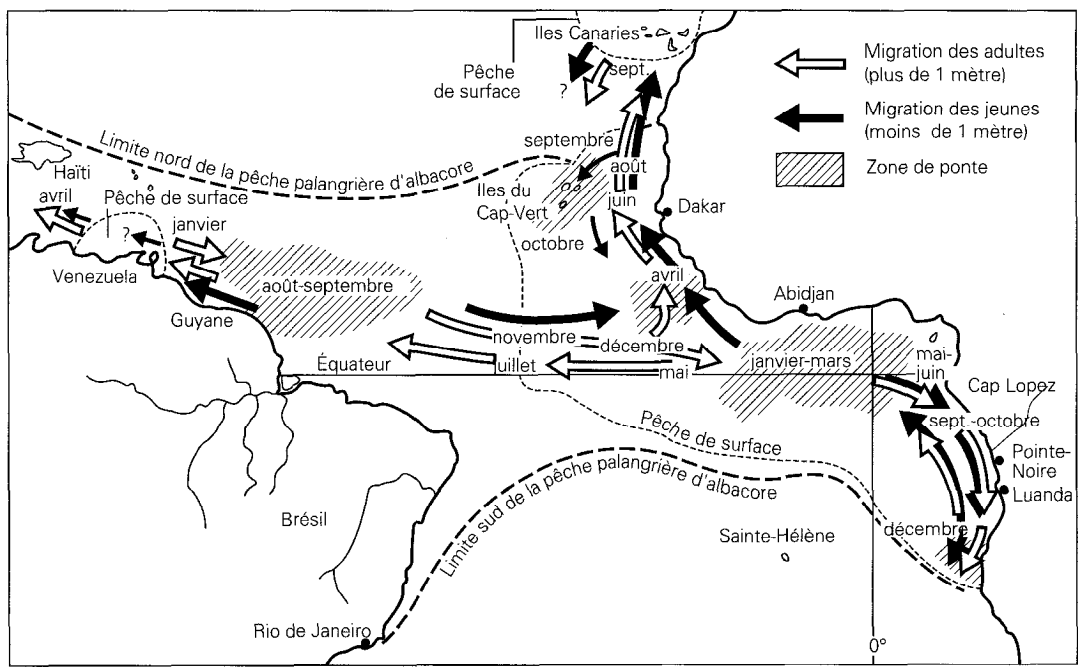 Iles Canaries
Pêche
de surface
sept.
?
Migration des adultes
(plus de 1 mètre)
Migration des jeunes
(moins de 1 mètre)
Zone de ponte
Limite nord de la pêche palangrière d'albacore
septembre
août
juin
Haïti
avril
Pêche de surface
?
janvier
Iles du
Cap-Vert
Dakar
octobre
Venezuela
août-septembre
avril
Guyane
Abidjan
novembre
décembre
Équateur
uillet
mai
janvier-mars
mai-
juin
Cap Lopez
sept.-octobre
Pêche de surface
Pointe-
Noire
Luanda
Limite sud de la pêche palangrière d'albacore
Brésil
Sainte-Hélène
décembre
Rio de Janeiro
0°